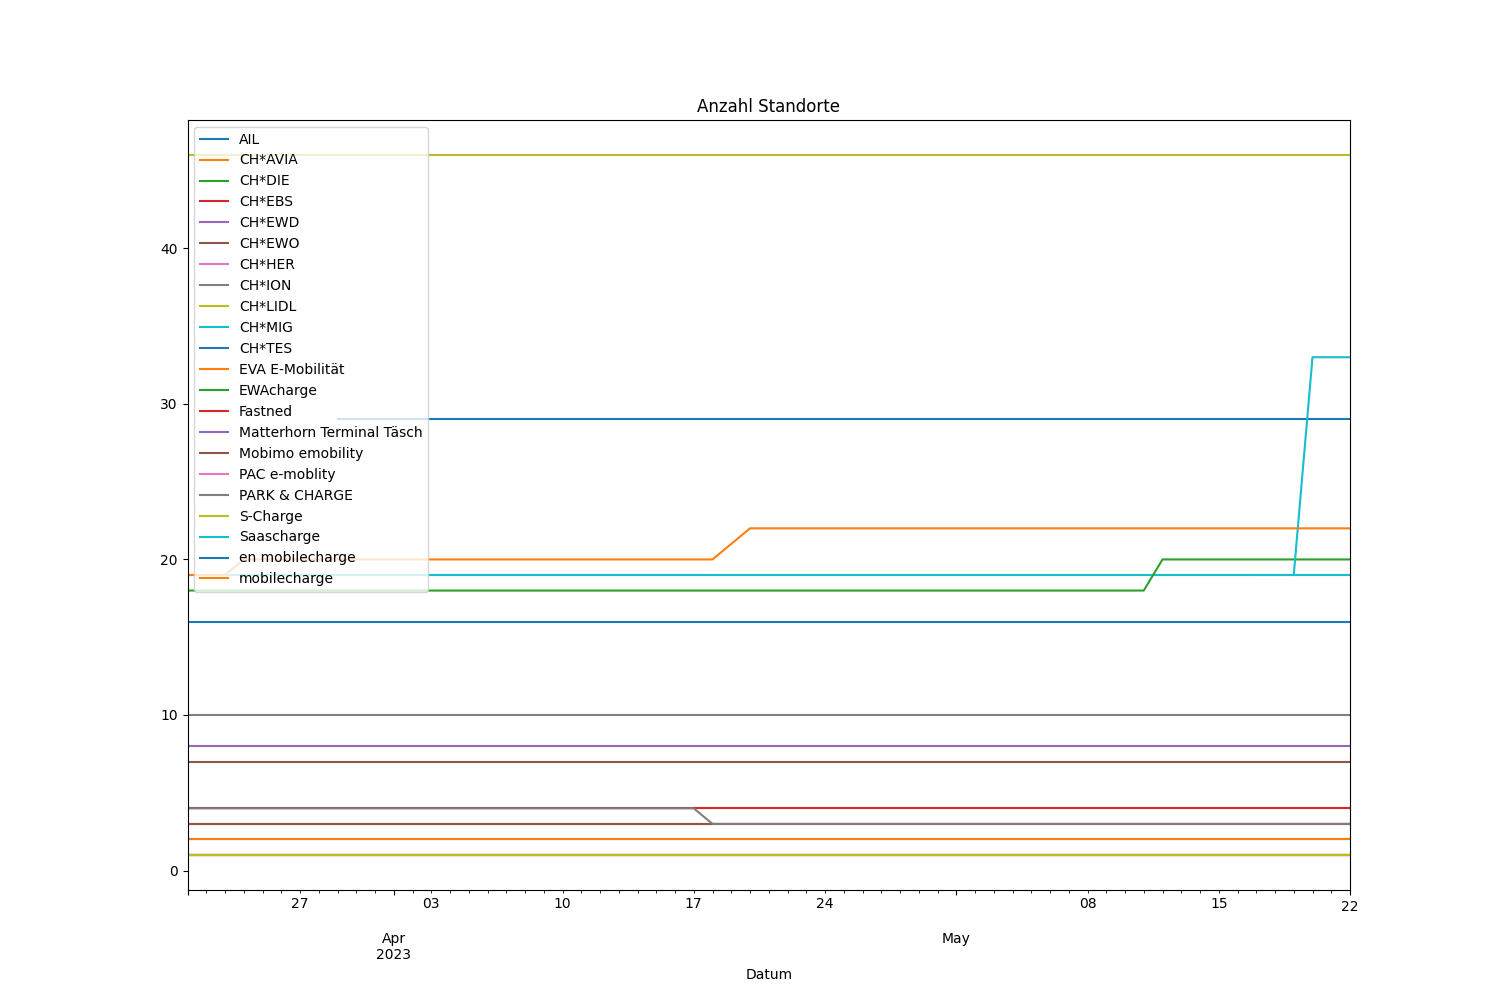 Anzahl Standorte
AIL
CH*AVIA
CH*DIE
CH*EBS
CH*EWD
CH*EWO
CH*HER
CH*ION
CH*LIDL
CH*MIG
CH*TES
EVA E-Mobilität
EWAcharge
Fastned
Matterhorn Terminal Täsch
Mobimo emobility
PAC e-moblity
PARK & CHARGE
S-Charge
Saascharge
en mobilecharge
mobilecharge
40
30
20
10
0
27 03 10 17 24 08 15 22
Apr May
2023
Datum